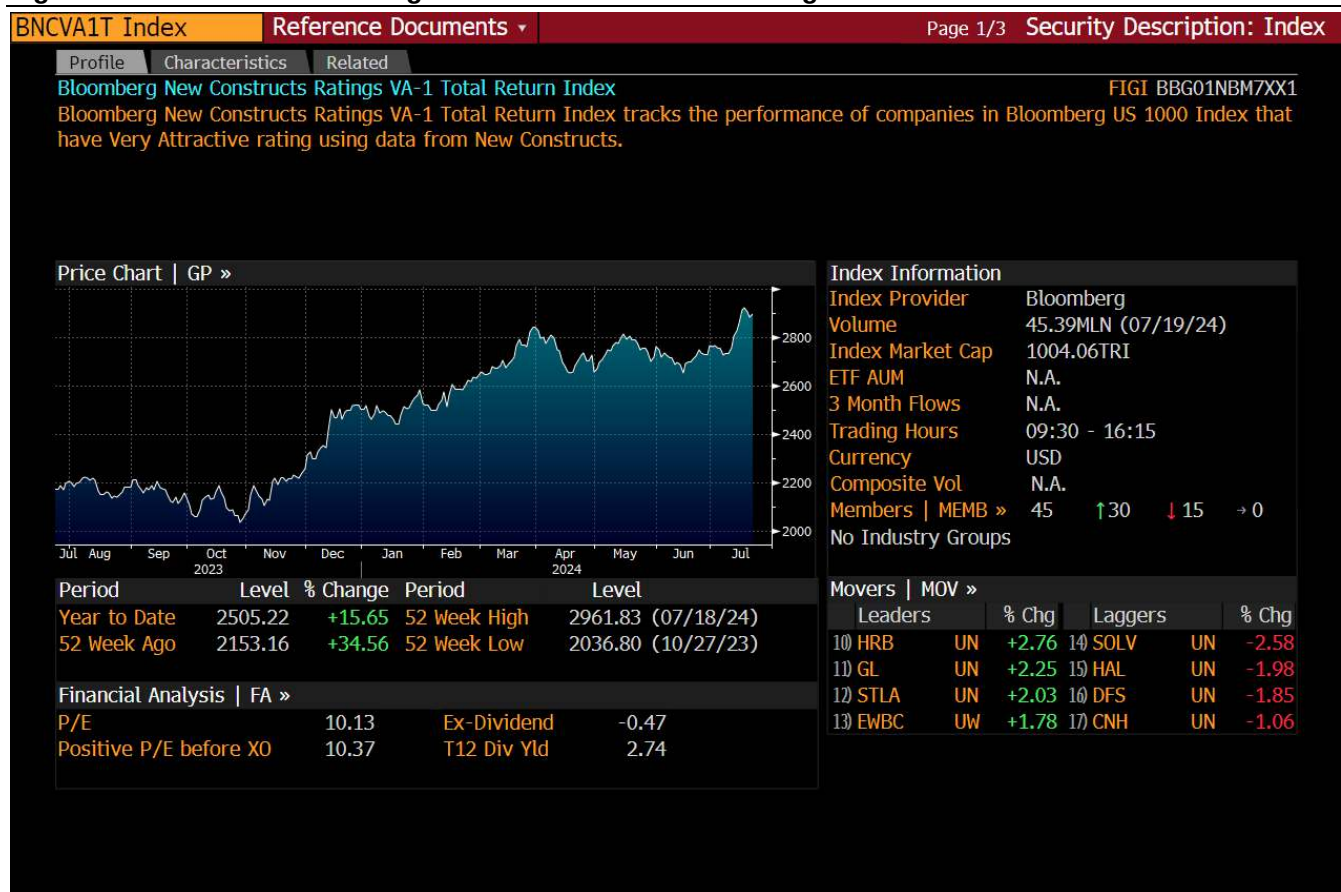 BNCVA1T Index Reference Documents Page 1/3 Security Description: Index
Profile Characteristics Related
Bloomberg New Constructs Ratings VA-1 Total Return Index FIGI BBG01NBM7XX1
Bloomberg New Constructs Ratings VA-1 Total Return Index tracks the performance of companies in Bloomberg US 1000 Index that
have Very Attractive rating using data from New Constructs.
Price Chart | GP »
2800
2600
2400
2200
2000
Jul Aug Sep Oct Nov Dec Jan Feb Mar Apr May Jun Jul
2023 2024
Period Level % Change Period Level
Year to Date 2505.22 +15.65 52 Week High 2961.83 (07/18/24)
52 Week Ago 2153.16 +34.56 52 Week Low 2036.80 (10/27/23)
Financial Analysis | FA »
P/E 10.13 Ex-Dividend -0.47
Positive P/E before XO 10.37 T12 Div Yld 2.74
Index Information
Index Provider Bloomberg
Volume 45.39MLN (07/19/24)
Index Market Cap 1004.06TRI
ETF AUM N.A.
3 Month Flows N.A.
Trading Hours 09:30 - 16:15
Currency USD
Composite Vol N.A.
Members | MEMB » 45 ↑30 ↓15 →0
No Industry Groups
Movers | MOV »
Leaders % Chg Laggers % Chg
10) HRB UN +2.76 14) SOLV UN -2.58
11) GL UN +2.25 15) HAL UN -1.98
12) STLA UN +2.03 16) DFS UN -1.85
13) EWBC UW +1.78 17) CNH UN -1.06